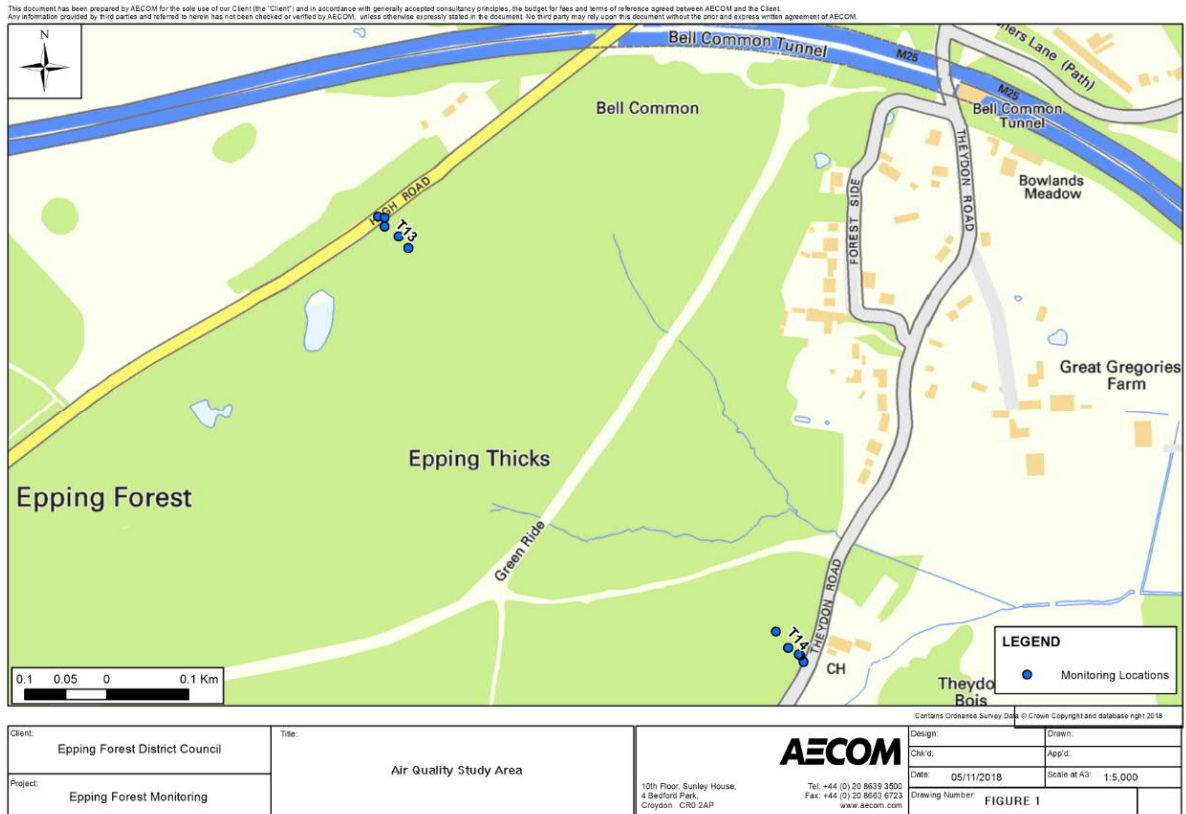 This document has been prepared by AECOM for the sole use of our Client (the "Client") and in accordance with generally accepted consultancy principles, the budget for fees and terms of reference agreed between AECOM and the Client.
Any information provided by third parties and referred to herein has not been checked or verified by AECOM, unless otherwise expressly stated in the document. No third party may rely upon this document without the prior and express written agreement of AECOM.
N
Bell Common Tunnel
M25
ners Lane (Path)
M25
Bell Common
Tunnel
Bell Common
THEYDON ROAD
Bowlands
Meadow
HIGH ROAD
FOREST SIDE
T13
Great Gregories
Farm
Epping Thicks
Epping Forest
Green Ride
THEYDON ROAD
T14
CH
Theydo
Bois
LEGEND
Monitoring Locations
0.1 0.05 0 0.1 Km
Contains Ordnance Survey Data © Crown Copyright and database right 2018
Client:
Epping Forest District Council
Project:
Epping Forest Monitoring
Title:
Air Quality Study Area
AECOM
10th Floor, Sunley House,
4 Bedford Park,
Croydon CR0 2AP
Tel: +44 (0) 20 8639 3500
Fax: +44 (0) 20 8663 6723
www.aecom.com
Design:
Drawn:
Chk'd:
App'd:
Date: 05/11/2018
Scale at A3: 1:5,000
Drawing Number: FIGURE 1